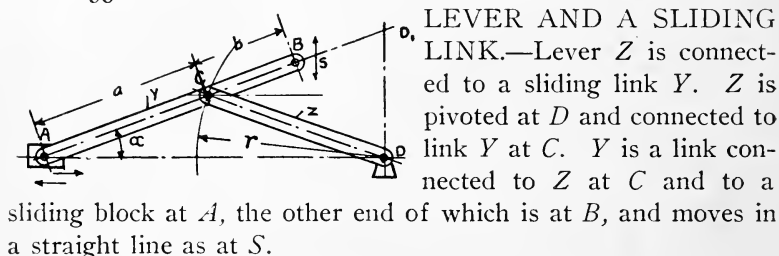 LEVER AND A SLIDING
LINK.—Lever Z is connect-
ed to a sliding link Y. Z is
pivoted at D and connected to
link Y at C. Y is a link con-
nected to Z at C and to a
sliding block at A, the other end of which is at B, and moves in
a straight line as at S.
b
B
S
D,
a
Y
C
Z
A
α
r
D